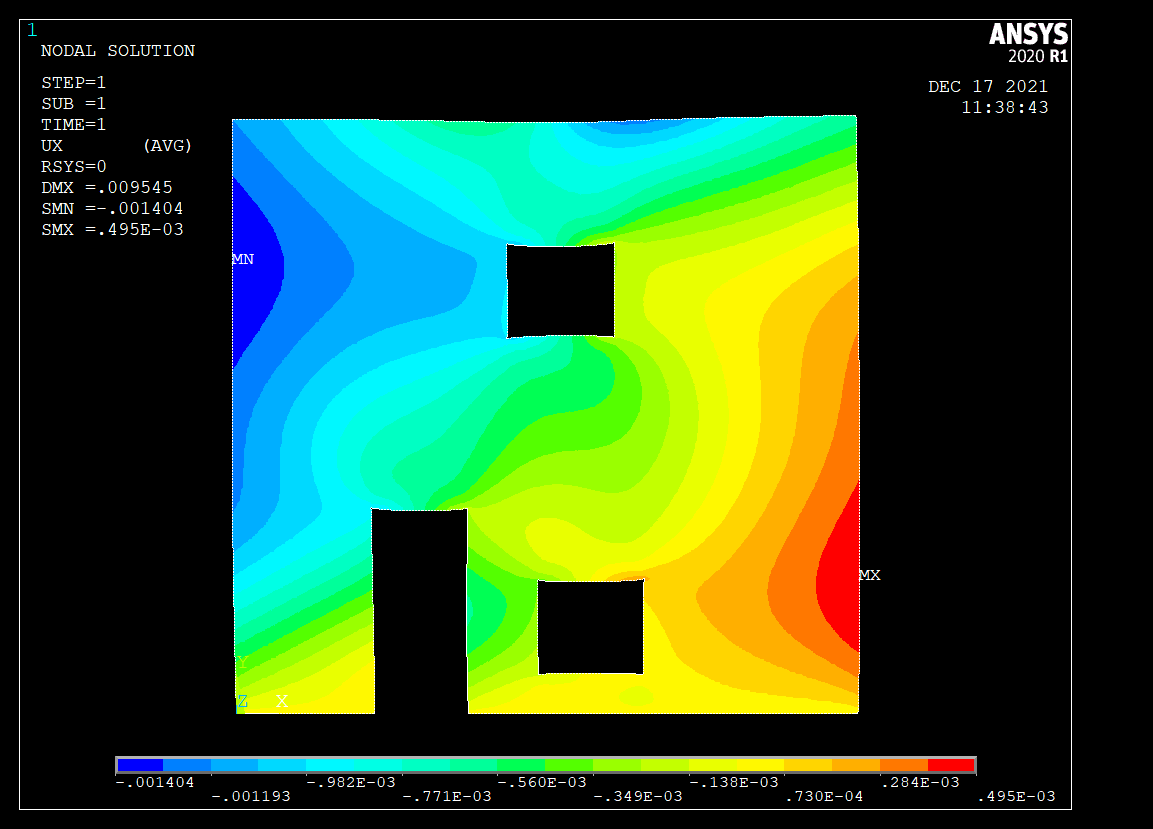 1
ANSYS
2020 R1
NODAL SOLUTION
STEP=1
SUB =1
TIME=1
UX (AVG)
RSYS=0
DMX =.009545
SMN =-.001404
SMX =.495E-03
DEC 17 2021
11:38:43
MN
MX
Y
Z X
-.001404 -.982E-03 -.560E-03 -.138E-03 .284E-03
-.001193 -.771E-03 -.349E-03 .730E-04 .495E-03